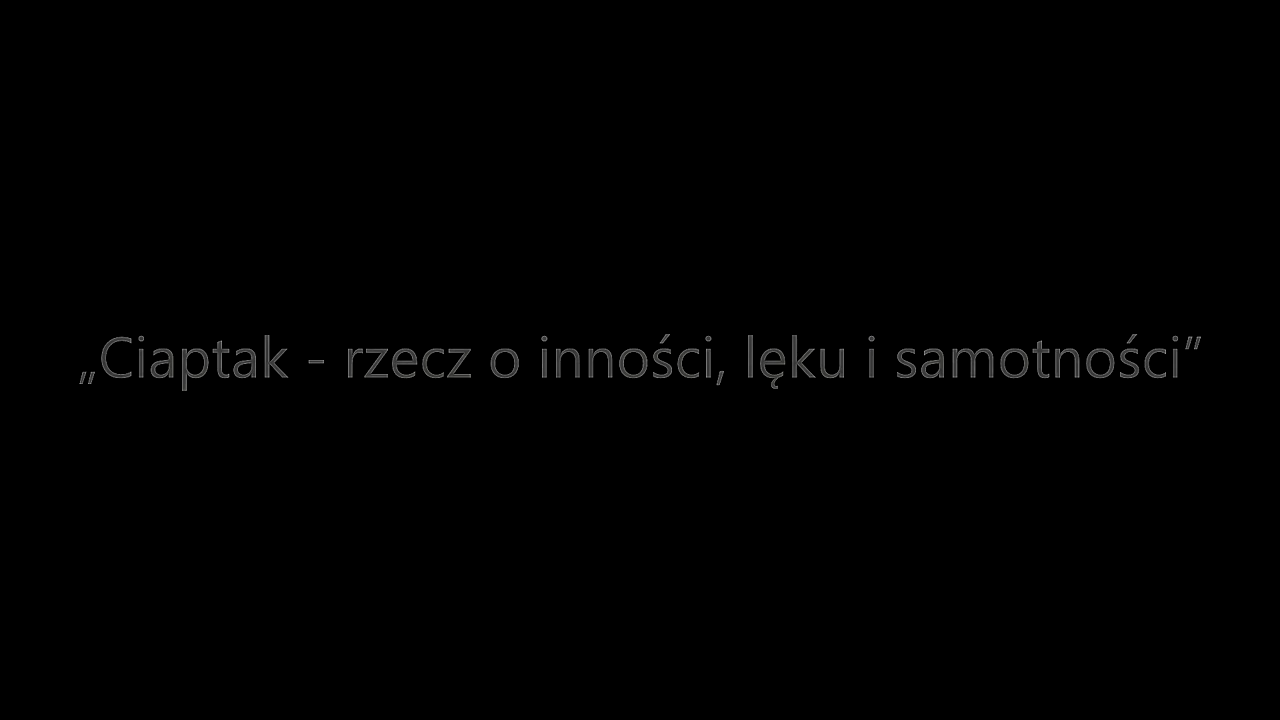 „Ciaptak - rzecz o inności, lęku i samotności”